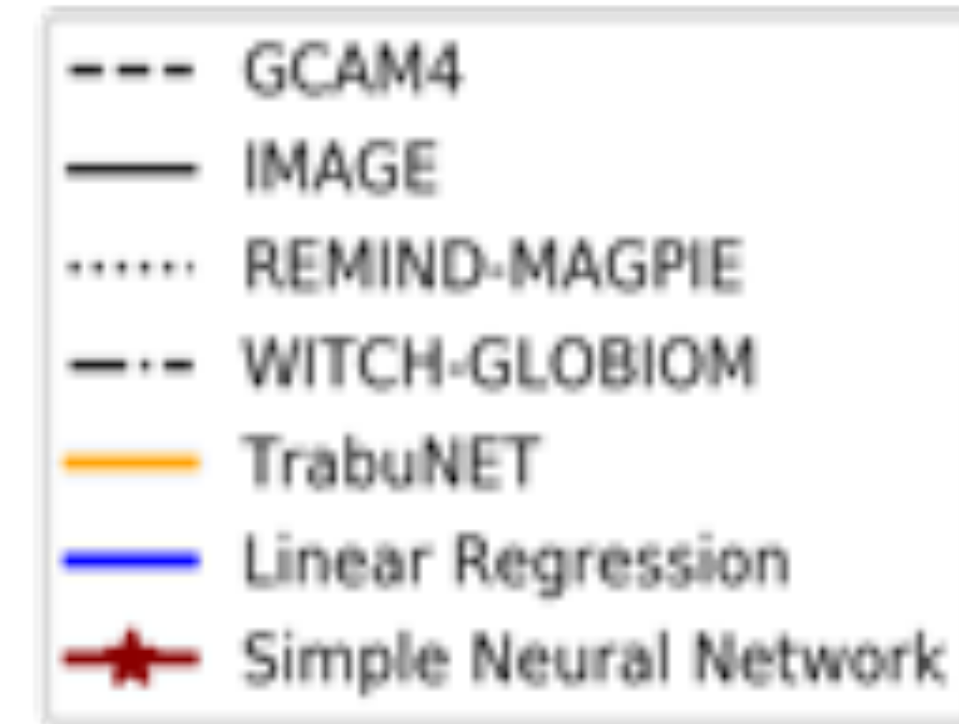 GCAM4
IMAGE
REMIND-MAGPIE
WITCH-GLOBIOM
TrabuNET
Linear Regression
Simple Neural Network